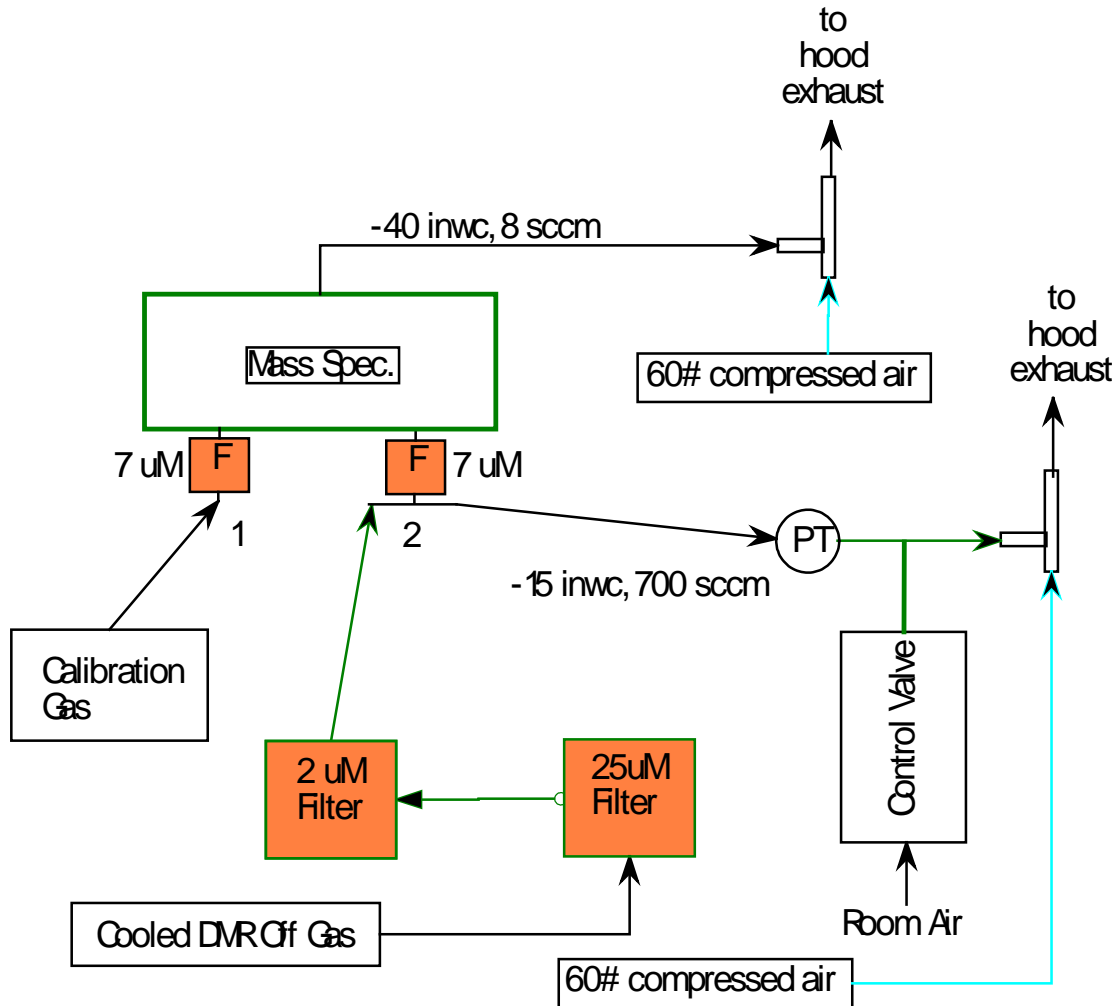 to
hood
exhaust
-40 inwc, 8 sccm
to
hood
exhaust
Mass Spec.
60# compressed air
7 uM
F
F
7 uM
1
2
PT
-15 inwc, 700 sccm
Calibration
Gas
Control Valve
2 uM
Filter
25uM
Filter
Room Air
Cooled DMR Off Gas
60# compressed air